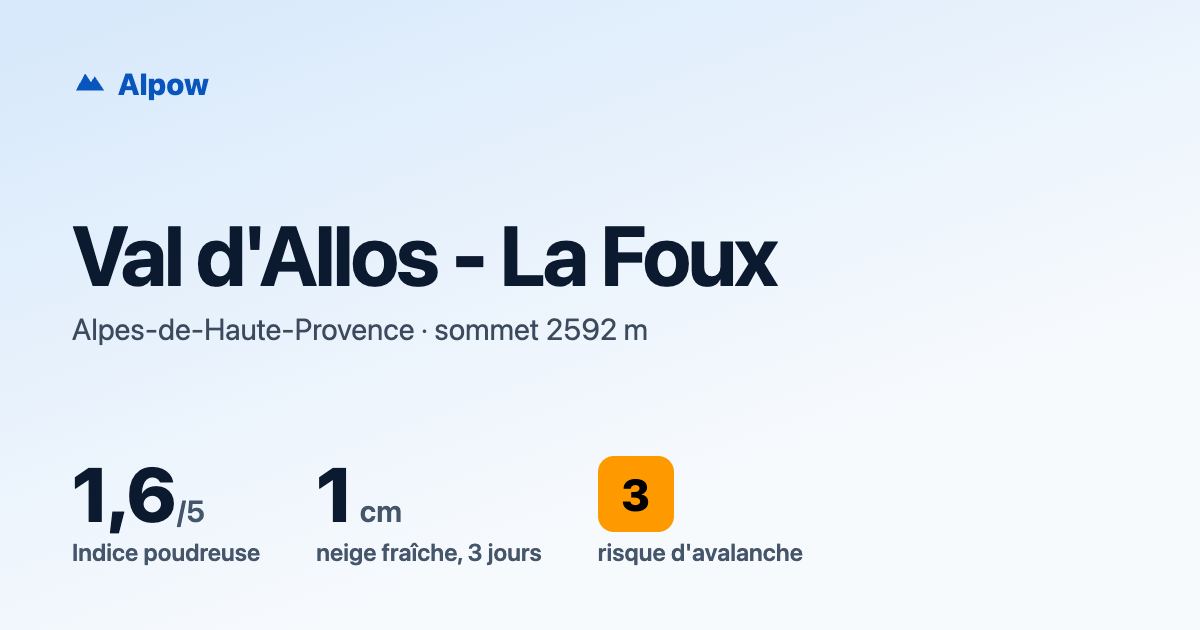 Alpow
Val d'Allos - La Foux
Alpes-de-Haute-Provence · sommet 2592 m
1,6/5
Indice poudreuse
1 cm
neige fraîche, 3 jours
3
risque d'avalanche